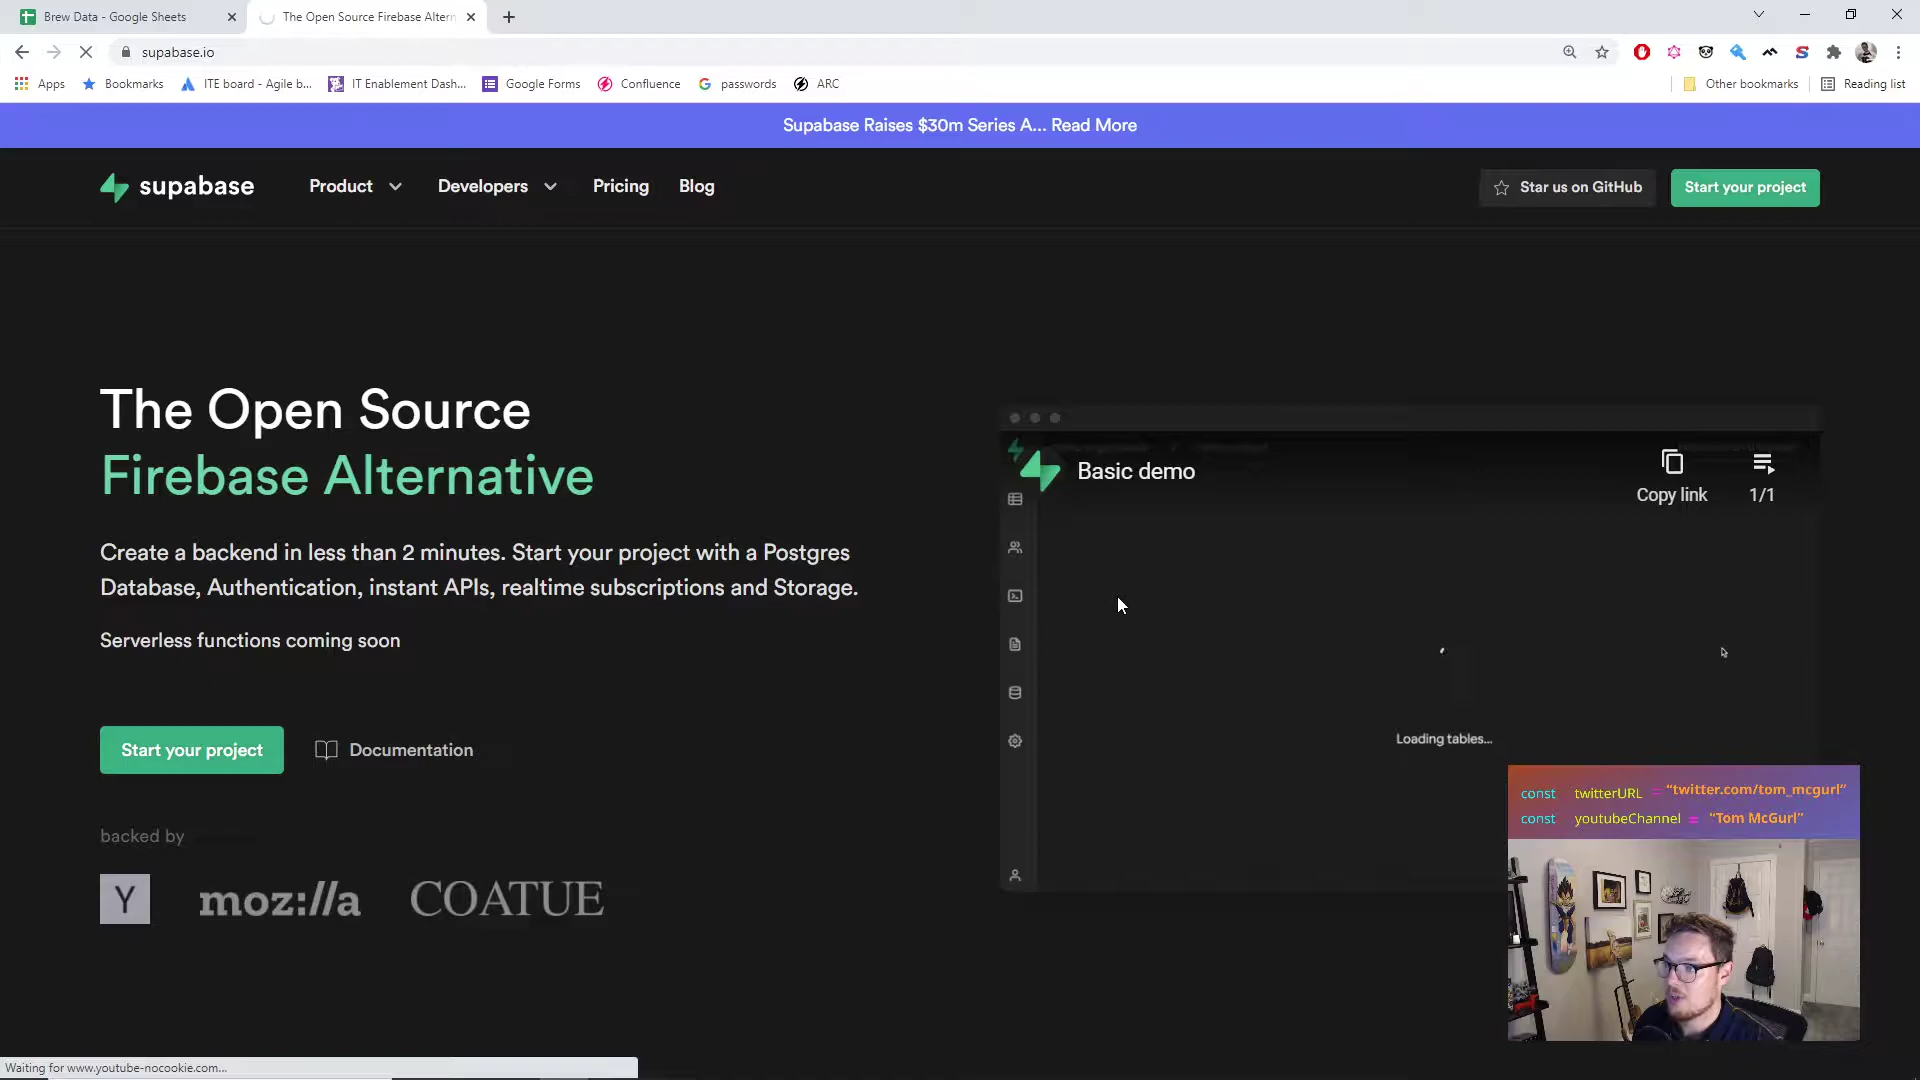 Brew Data - Google Sheets
The Open Source Firebase Altern
supabase.io
Apps
Bookmarks
ITE board - Agile b...
IT Enablement Dash...
Google Forms
Confluence
passwords
ARC
Other bookmarks
Reading list
Supabase Raises $30m Series A... Read More
supabase
Product
Developers
Pricing
Blog
Star us on GitHub
Start your project
The Open Source
Firebase Alternative
Create a backend in less than 2 minutes. Start your project with a Postgres
Database, Authentication, instant APIs, realtime subscriptions and Storage.
Serverless functions coming soon
Start your project
Documentation
backed by
Y
moz://a
COATUE
Basic demo
Copy link
1/1
Loading tables...
const twitterURL = "twitter.com/tom_mcgurl"
const youtubeChannel = "Tom McGurl"
Waiting for www.youtube-nocookie.com...